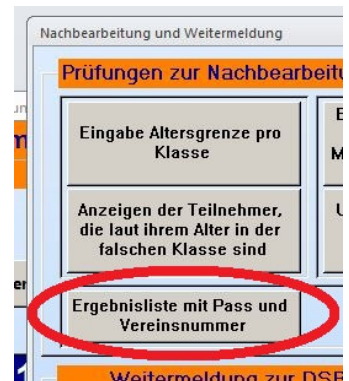 Nachbearbeitung und Weitermeldung
Prüfungen zur Nachbearbeitu
Eingabe Altersgrenze pro
Klasse
Anzeigen der Teilnehmer,
die laut ihrem Alter in der
falschen Klasse sind
Ergebnisliste mit Pass und
Vereinsnummer
Weitermeldung zur DSB